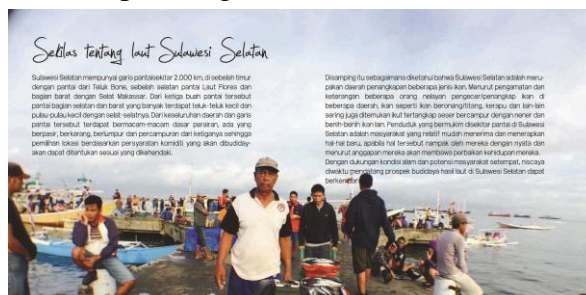 Sekilas tentang laut Sulawesi Selatan
Sulawesi Selatan mempunyai garis pantaisekitar 2.000 km, di sebelah timur
dengan pantai dari Teluk Bone, sebelah selatan pantai Laut Flores dan
bagian barat dengan Selat Makassar. Dari ketiga buah pantai tersebut
pantai bagian selatan dan barat yang banyak terdapat teluk-teluk kecil dan
pulau-pulau kecil dengan selat-selatnya. Dari keseluruhan daerah dan garis
pantai tersebut terdapat bermacam-macam dasar parairan, ada yang
berpasir, berkarang, berlumpur dan percampuran dari ketiganya sehingga
pemilihan lokasi berdasarkan persyaratan komiditi yang akan dibuddiday-
akan dapat ditentukan sesuai yang dikehendaki.
Disamping itu sebagaimana diketahui bahwa Sulawesi Selatan adalah meru-
pakan daerah penangkapan beberapa jenis ikan. Menurut pengamatan dan
keterangan beberapa orang nelayan pengecer/penangkap ikan di
beberapa daerah, ikan seperti ikan beronang/titang, kerapu dan lain-lain
sering juga ditemukan ikut tertangkap seser bercampur dengan nener dan
benih-benih ikan lain. Penduduk yang bermukim disekitar pantai di Sulawesi
Selatan adalah masyarakat yang relatif mudah menerima dan menerapkan
hal-hal baru, apabila hal tersebut nampak oleh mereka dengan nyata dan
menurut anggapan mereka akan membawa perbaikan kehidupan mereka.
Dengan dukungan kondisi alam dan potensi masyarakat setempat, niscaya
diwaktu mendatang prospek budidaya hasil laut di Sulawesi Selatan dapat
berkembang